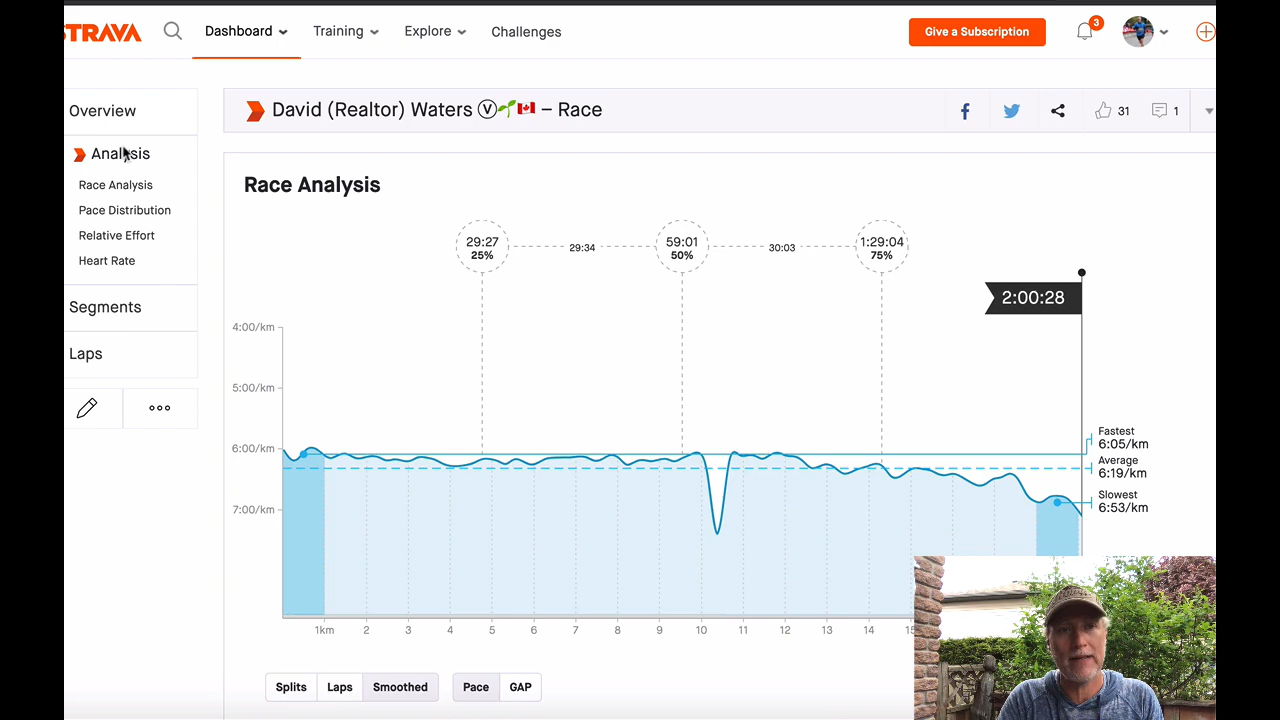 STRAVA Dashboard Training Explore Challenges Give a Subscription 3
Overview
Analysis
Race Analysis
Pace Distribution
Relative Effort
Heart Rate
Segments
Laps
David (Realtor) Waters Ⓥ🌱🇨🇦 – Race
31
1
Race Analysis
29:27 25% 29:34 59:01 50% 30:03 1:29:04 75%
2:00:28
4:00/km
5:00/km
6:00/km
7:00/km
Fastest
6:05/km
Average
6:19/km
Slowest
6:53/km
1km 2 3 4 5 6 7 8 9 10 11 12 13 14
Splits Laps Smoothed Pace GAP